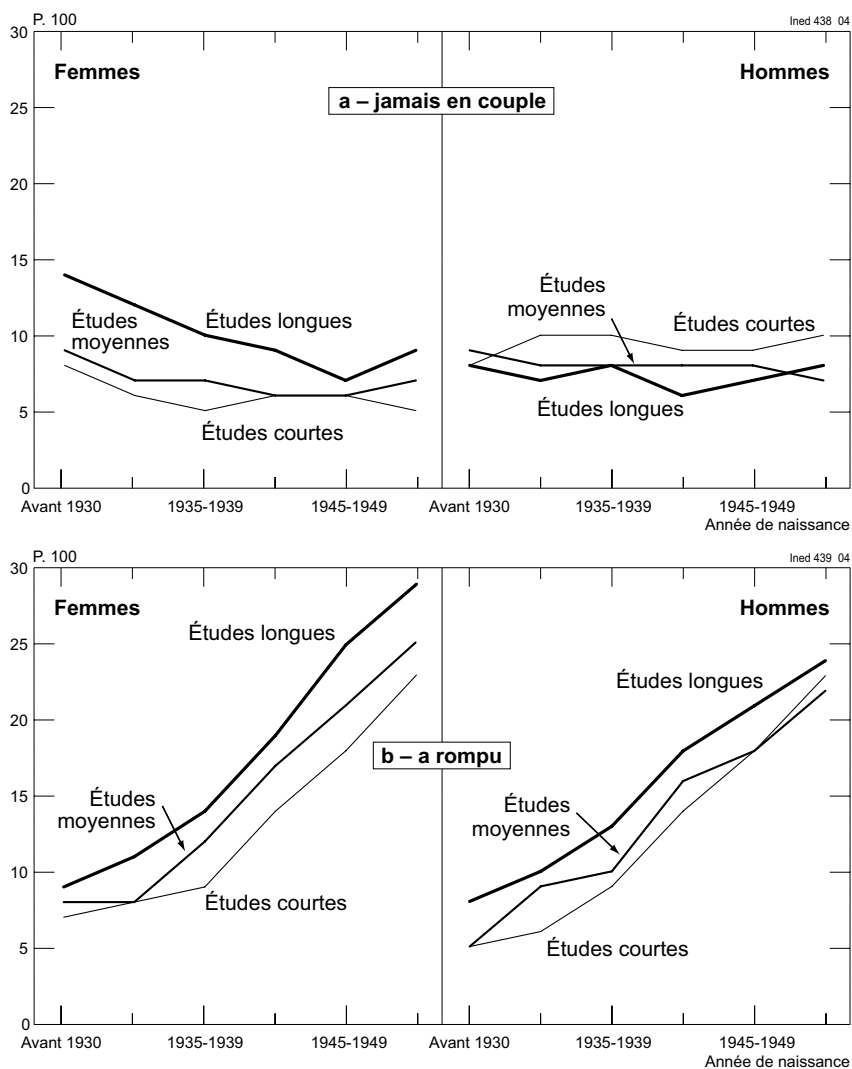 P. 100
Ined 438 04
30
Femmes
Hommes
a – jamais en couple
25
20
15
Études
moyennes
Études longues
Études
moyennes
Études courtes
10
Études longues
5
Études courtes
0
Avant 1930
1935-1939
1945-1949
Avant 1930
1935-1939
1945-1949
Année de naissance
P. 100
Ined 439 04
30
Femmes
Hommes
Études longues
25
Études longues
20
b – a rompu
15
Études
moyennes
Études
moyennes
10
Études courtes
Études courtes
5
0
Avant 1930
1935-1939
1945-1949
Avant 1930
1935-1939
1945-1949
Année de naissance